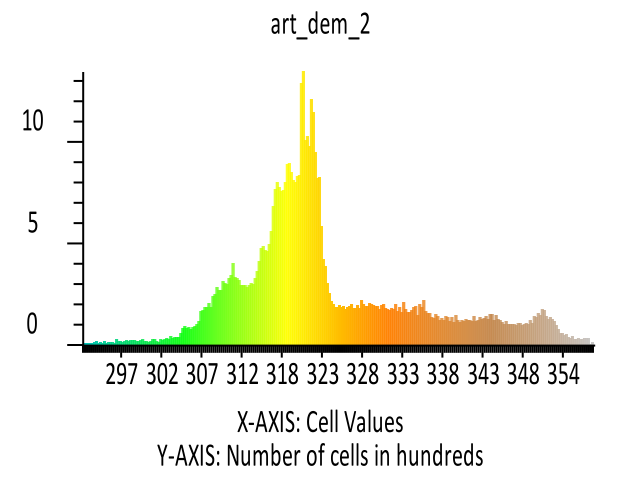 art_dem_2
10
5
0
297 302 307 312 318 323 328 333 338 343 348 354
X-AXIS: Cell Values
Y-AXIS: Number of cells in hundreds